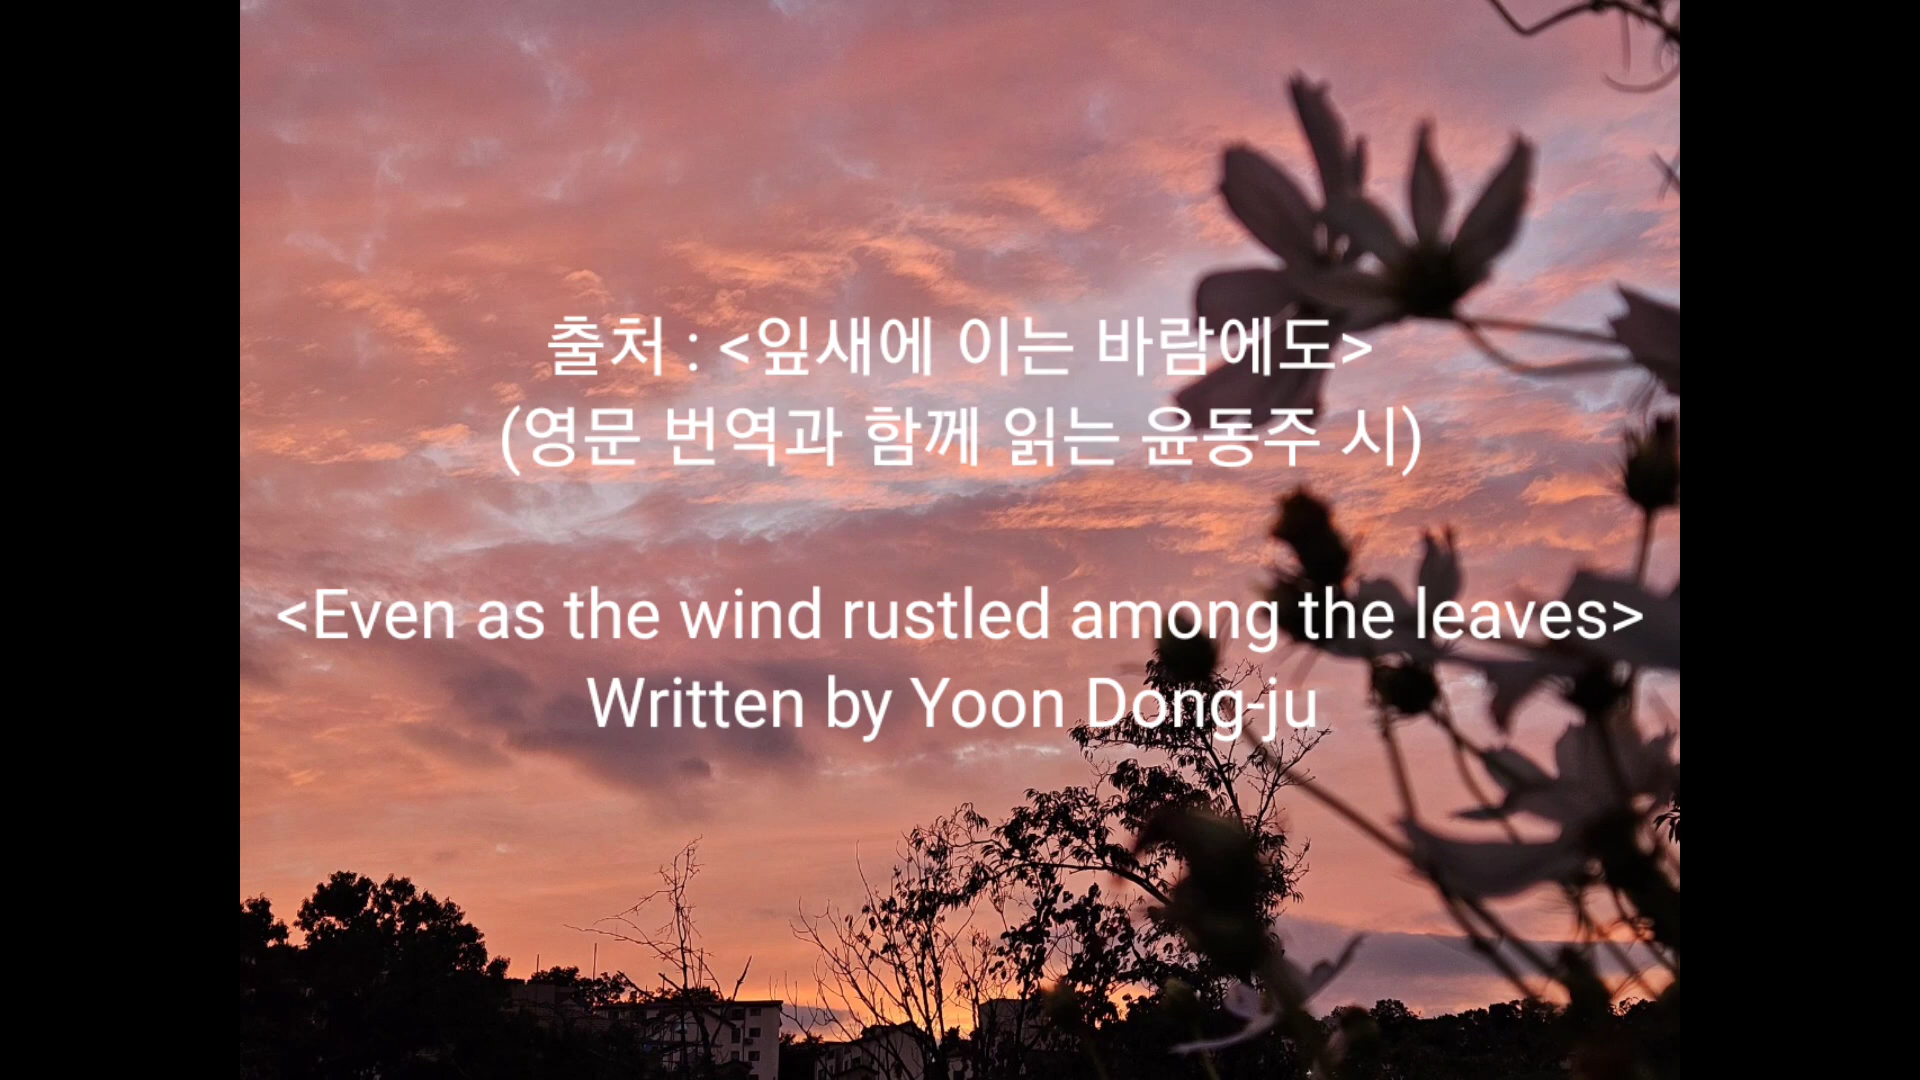 출처 : <잎새에 이는 바람에도>
(영문 번역과 함께 읽는 윤동주 시)
<Even as the wind rustled among the leaves>
Written by Yoon Dong-ju